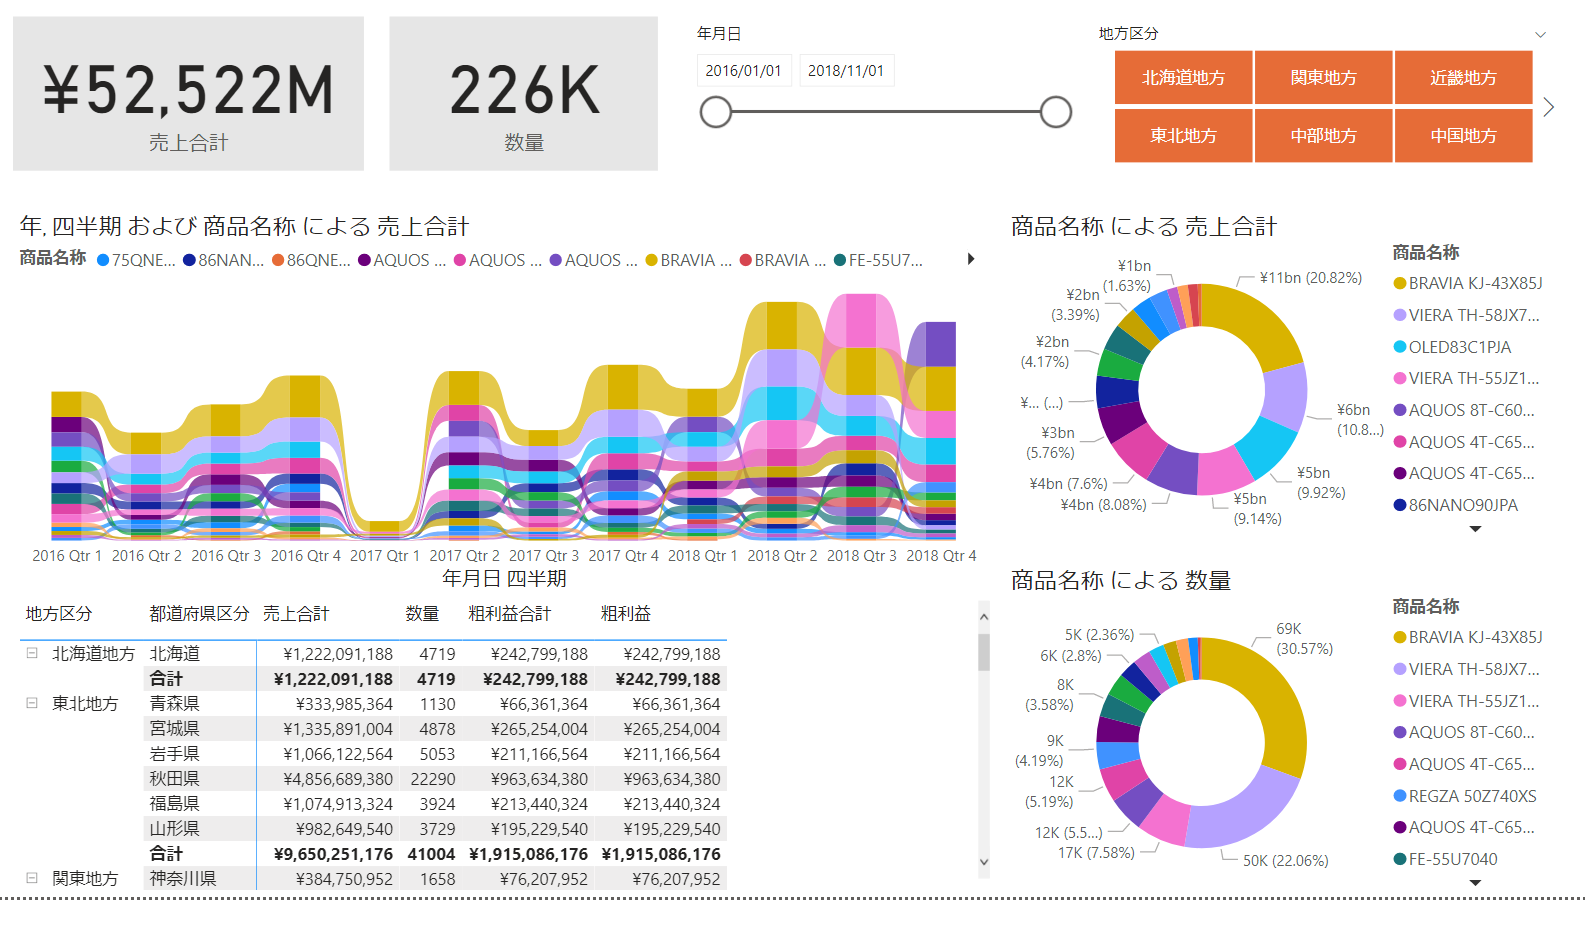 ¥52,522M
売上合計
226K
数量
年月日
2016/01/01 2018/11/01
地方区分
北海道地方 関東地方 近畿地方
東北地方 中部地方 中国地方
年, 四半期 および 商品名称 による 売上合計
商品名称 75QNE... 86NAN... 86QNE... AQUOS ... AQUOS ... AQUOS ... BRAVIA ... BRAVIA ... FE-55U7...
2016 Qtr 1 2016 Qtr 2 2016 Qtr 3 2016 Qtr 4 2017 Qtr 1 2017 Qtr 2 2017 Qtr 3 2017 Qtr 4 2018 Qtr 1 2018 Qtr 2 2018 Qtr 3 2018 Qtr 4
年月日 四半期
商品名称 による 売上合計
¥11bn (20.82%)
¥6bn
(10.8...)
¥5bn
(9.92%)
¥5bn
(9.14%)
¥4bn (8.08%)
¥4bn (7.6%)
¥3bn
(5.76%)
¥... (...)
¥2bn
(4.17%)
¥2bn
(3.39%)
¥1bn
(1.63%)
商品名称
BRAVIA KJ-43X85J
VIERA TH-58JX7...
OLED83C1PJA
VIERA TH-55JZ1...
AQUOS 8T-C60...
AQUOS 4T-C65...
AQUOS 4T-C65...
86NANO90JPA
地方区分 都道府県区分 売上合計 数量 粗利益合計 粗利益
北海道地方 北海道 ¥1,222,091,188 4719 ¥242,799,188 ¥242,799,188
合計 ¥1,222,091,188 4719 ¥242,799,188 ¥242,799,188
東北地方 青森県 ¥333,985,364 1130 ¥66,361,364 ¥66,361,364
宮城県 ¥1,335,891,004 4878 ¥265,254,004 ¥265,254,004
岩手県 ¥1,066,122,564 5053 ¥211,166,564 ¥211,166,564
秋田県 ¥4,856,689,380 22290 ¥963,634,380 ¥963,634,380
福島県 ¥1,074,913,324 3924 ¥213,440,324 ¥213,440,324
山形県 ¥982,649,540 3729 ¥195,229,540 ¥195,229,540
合計 ¥9,650,251,176 41004 ¥1,915,086,176 ¥1,915,086,176
関東地方 神奈川県 ¥384,750,952 1658 ¥76,207,952 ¥76,207,952
商品名称 による 数量
69K
(30.57%)
50K (22.06%)
17K (7.58%)
12K (5.5...)
12K
(5.19%)
9K
(4.19%)
8K
(3.58%)
6K (2.8%)
5K (2.36%)
商品名称
BRAVIA KJ-43X85J
VIERA TH-58JX7...
VIERA TH-55JZ1...
AQUOS 8T-C60...
AQUOS 4T-C65...
REGZA 50Z740XS
AQUOS 4T-C65...
FE-55U7040